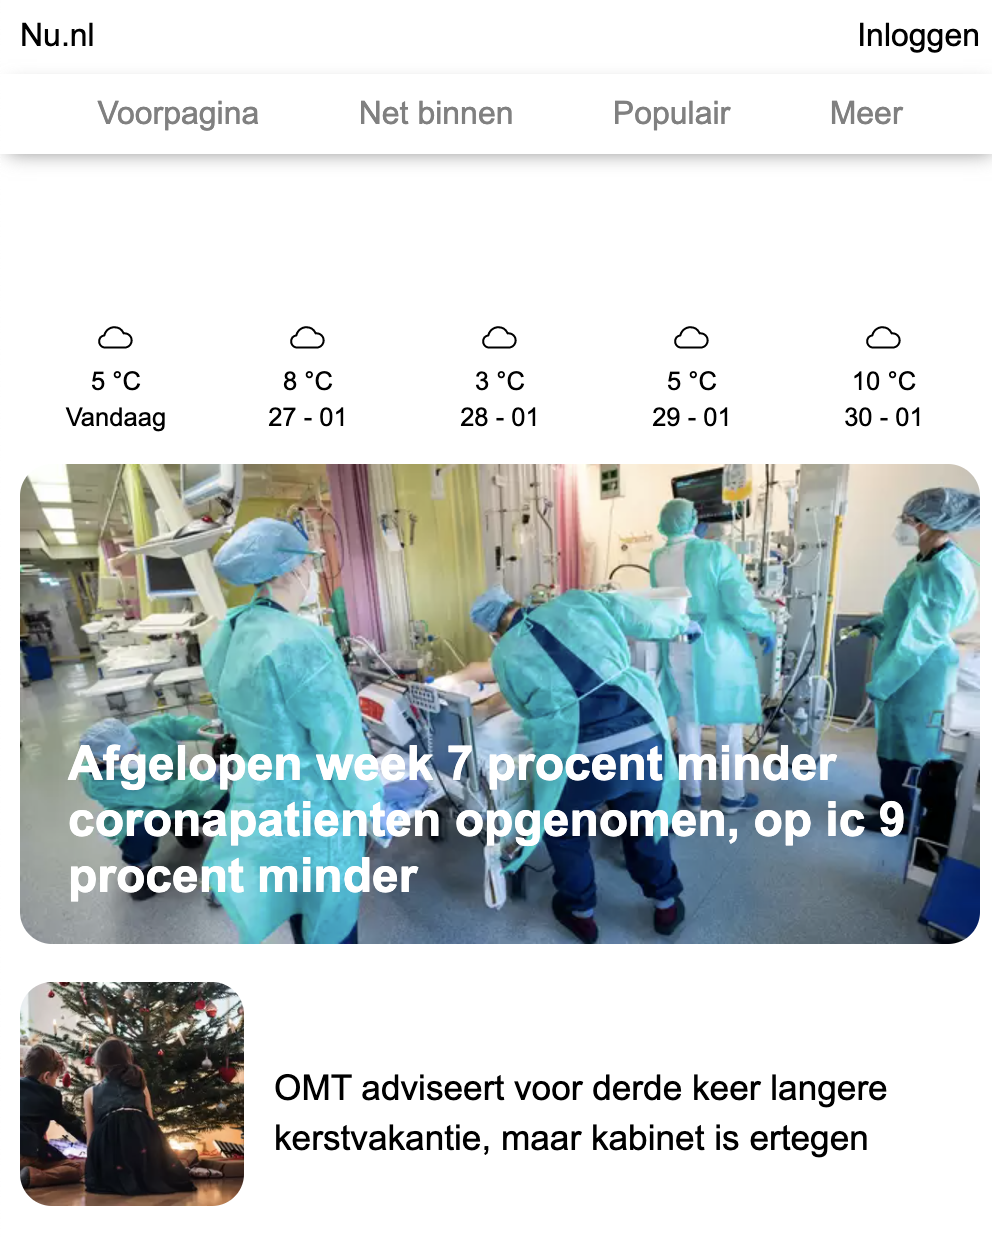 Nu.nl
Inloggen
Voorpagina Net binnen Populair Meer
5 °C 8 °C 3 °C 5 °C 10 °C
Vandaag 27 - 01 28 - 01 29 - 01 30 - 01
Afgelopen week 7 procent minder
coronapatienten opgenomen, op ic 9
procent minder
OMT adviseert voor derde keer langere
kerstvakantie, maar kabinet is ertegen